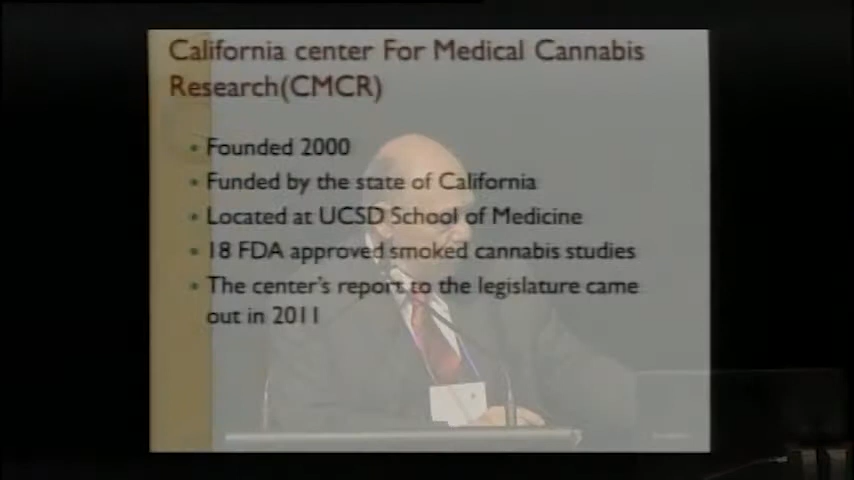 California center For Medical Cannabis
Research(CMCR)
• Founded 2000
• Funded by the state of California
• Located at UCSD School of Medicine
• 18 FDA approved smoked cannabis studies
• The center's report to the legislature came
out in 2011